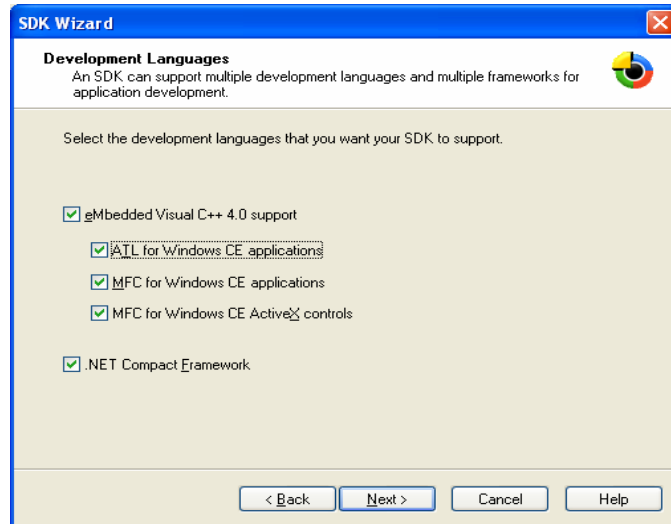 SDK Wizard
Development Languages
An SDK can support multiple development languages and multiple frameworks for
application development.
Select the development languages that you want your SDK to support.
eMbedded Visual C++ 4.0 support
ATL for Windows CE applications
MFC for Windows CE applications
MFC for Windows CE ActiveX controls
.NET Compact Framework
< Back Next > Cancel Help